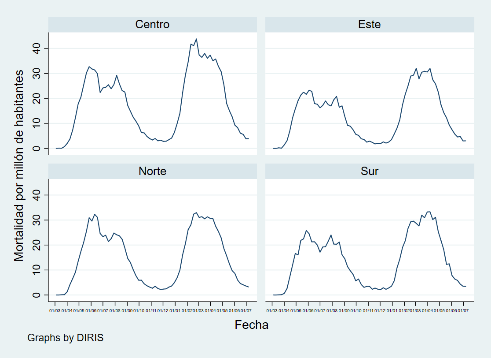 Centro
Este
Mortalidad por millón de habitantes
0 10 20 30 40
Norte
Sur
0 10 20 30 40
Fecha
Graphs by DIRIS